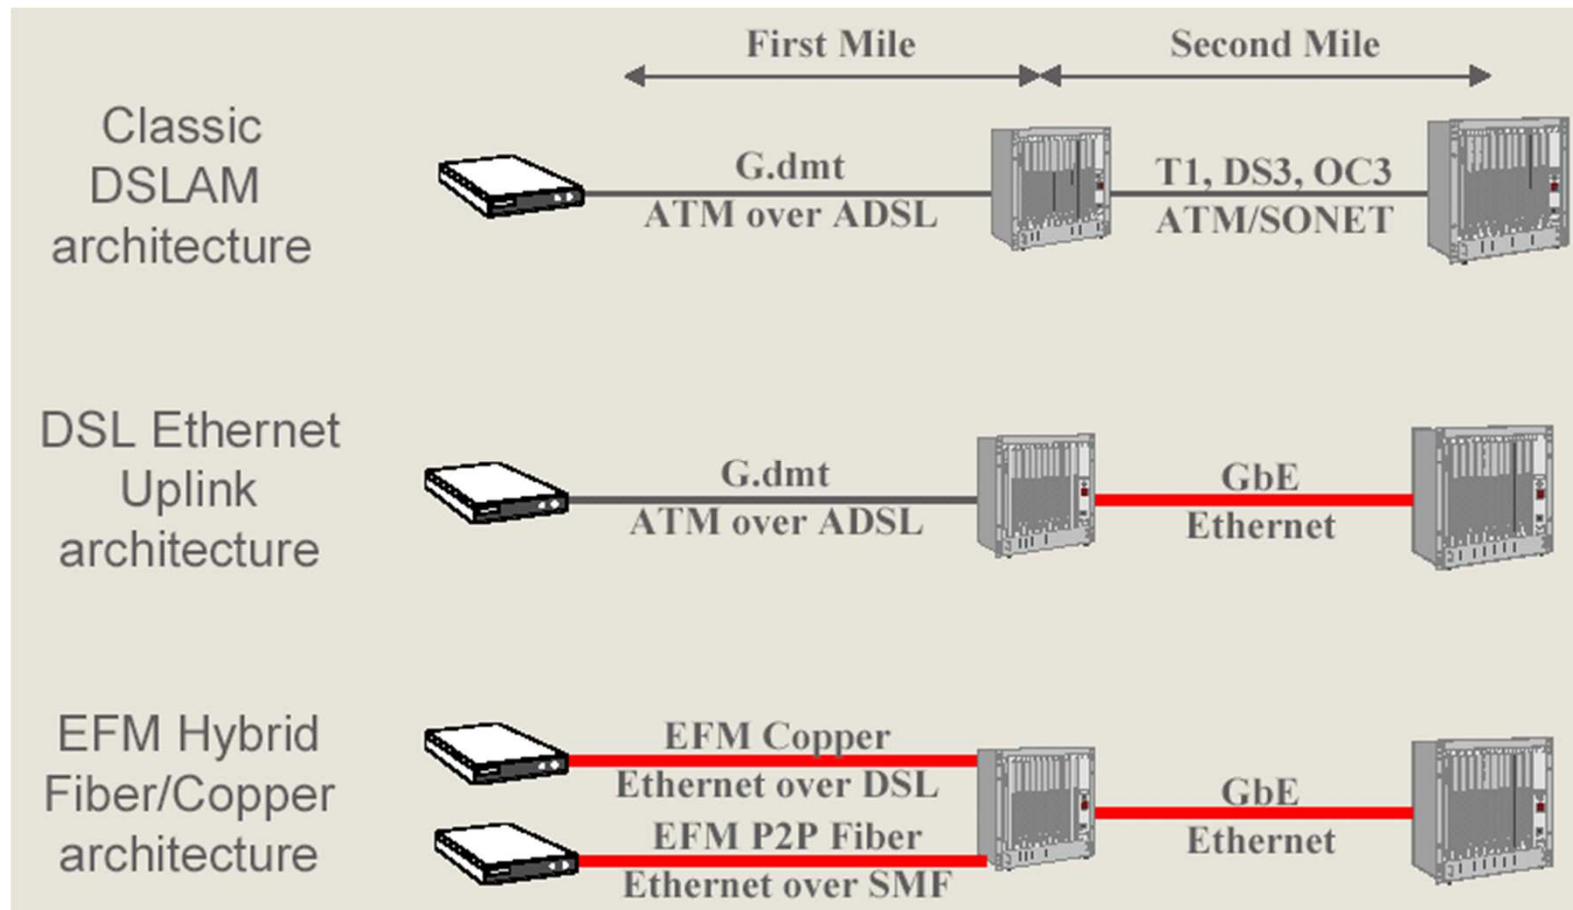 First Mile
Second Mile
Classic
DSLAM
architecture
G.dmt
ATM over ADSL
T1, DS3, OC3
ATM/SONET
DSL Ethernet
Uplink
architecture
G.dmt
ATM over ADSL
GbE
Ethernet
EFM Hybrid
Fiber/Copper
architecture
EFM Copper
Ethernet over DSL
EFM P2P Fiber
Ethernet over SMF
GbE
Ethernet